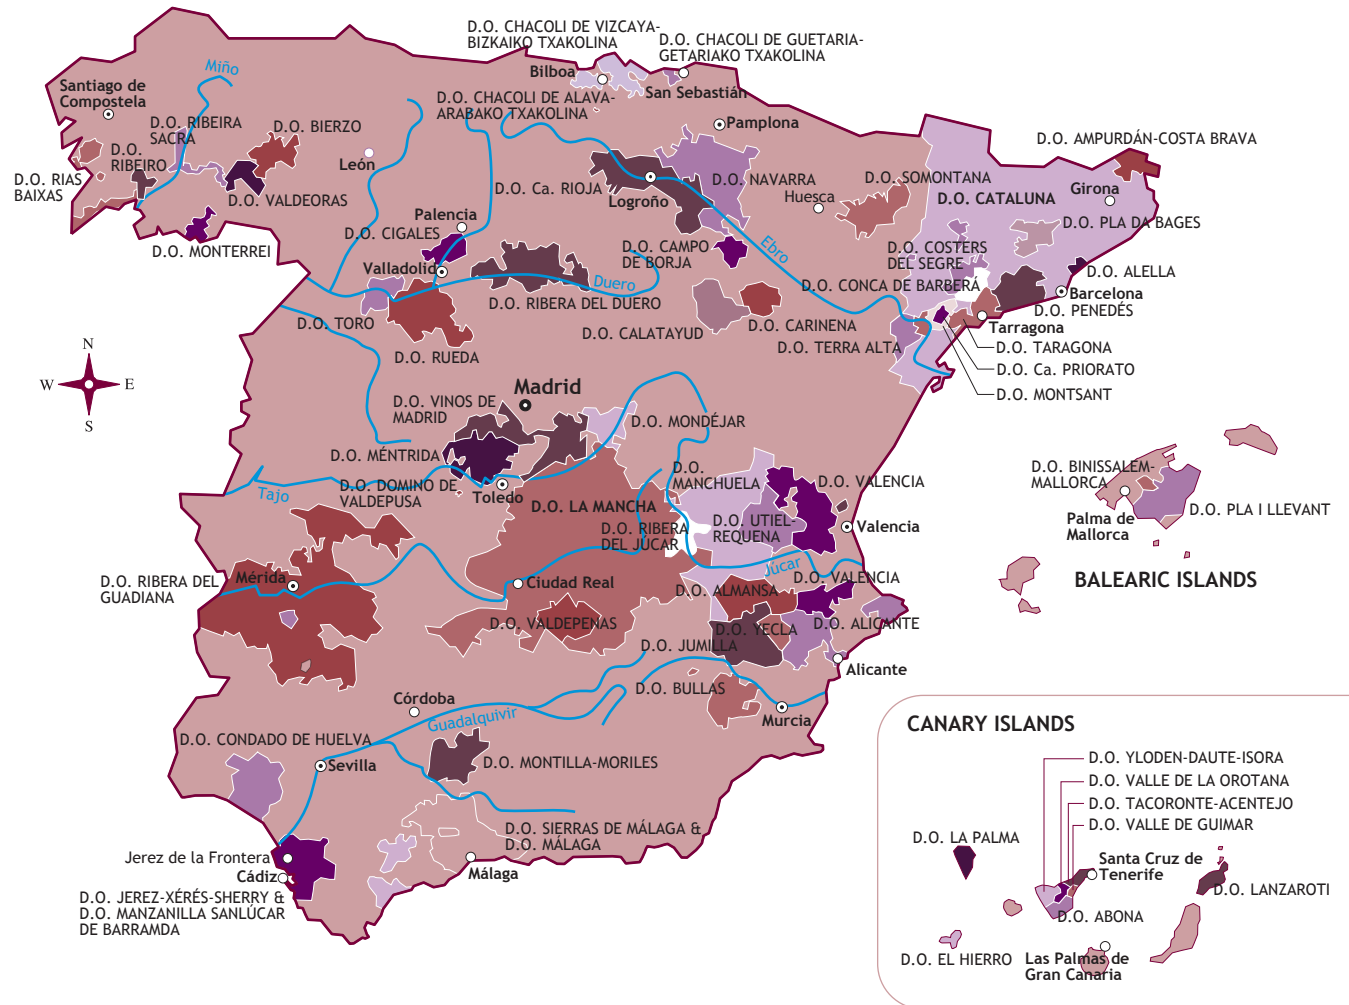 D.O. CHACOLI DE VIZCAYA-
BIZKAIKO TXAKOLINA
D.O. CHACOLI DE GUETARIA-
GETARIAKO TXAKOLINA
Miño
Bilboa
San Sebastián
Santiago de
Compostela
D.O. CHACOLI DE ALAVA-
ARABAKO TXAKOLINA
Pamplona
D.O. RIBEIRA
SACRA
D.O. BIERZO
D.O. AMPURDÁN-COSTA BRAVA
D.O.
RIBEIRO
León
D.O. RIAS
BAIXAS
D.O. VALDEORAS
D.O. Ca. RIOJA
Logroño
D.O. NAVARRA
Huesca
D.O. SOMONTANA
D.O. CATALUNA
Girona
Palencia
D.O. CIGALES
D.O. MONTERREI
D.O. PLA DA BAGES
D.O. CAMPO
DE BORJA
Ebro
D.O. COSTERS
DEL SEGRE
Valladolid
Duero
D.O. CONCA DE BARBERÁ
D.O. ALELLA
Barcelona
D.O. RIBERA DEL DUERO
D.O. PENEDÉS
D.O. TORO
D.O. CALATAYUD
D.O. CARINENA
Tarragona
D.O. TERRA ALTA
D.O. TARAGONA
D.O. RUEDA
D.O. Ca. PRIORATO
D.O. MONTSANT
N
W
E
S
Madrid
D.O. VINOS DE
MADRID
D.O. MONDÉJAR
D.O. MÉNTRIDA
D.O.
MANCHUELA
D.O. VALENCIA
D.O. BINISSALEM-
MALLORCA
Tajo
D.O. DOMINO DE
VALDEPUSA
Toledo
D.O. LA MANCHA
D.O. RIBERA
DEL JÚCAR
D.O. UTIEL-
REQUENA
Valencia
Palma de
Mallorca
D.O. PLA I LLEVANT
Júcar
BALEARIC ISLANDS
D.O. RIBERA DEL
GUADIANA
Mérida
Ciudad Real
D.O. VALENCIA
D.O. ALMANSA
D.O. VALDEPENAS
D.O. YECLA
D.O. ALICANTE
D.O. JUMILLA
Alicante
D.O. BULLAS
Córdoba
Murcia
Guadalquivir
D.O. CONDADO DE HUELVA
Sevilla
D.O. MONTILLA-MORILES
D.O. SIERRAS DE MÁLAGA &
D.O. MÁLAGA
Jerez de la Frontera
Cádiz
Málaga
D.O. JEREZ-XÉRÉS-SHERRY &
D.O. MANZANILLA SANLÚCAR
DE BARRAMDA
CANARY ISLANDS
D.O. YLODEN-DAUTE-ISORA
D.O. VALLE DE LA OROTANA
D.O. TACORONTE-ACENTEJO
D.O. VALLE DE GUIMAR
D.O. LA PALMA
Santa Cruz de
Tenerife
D.O. LANZAROTI
D.O. ABONA
D.O. EL HIERRO
Las Palmas de
Gran Canaria